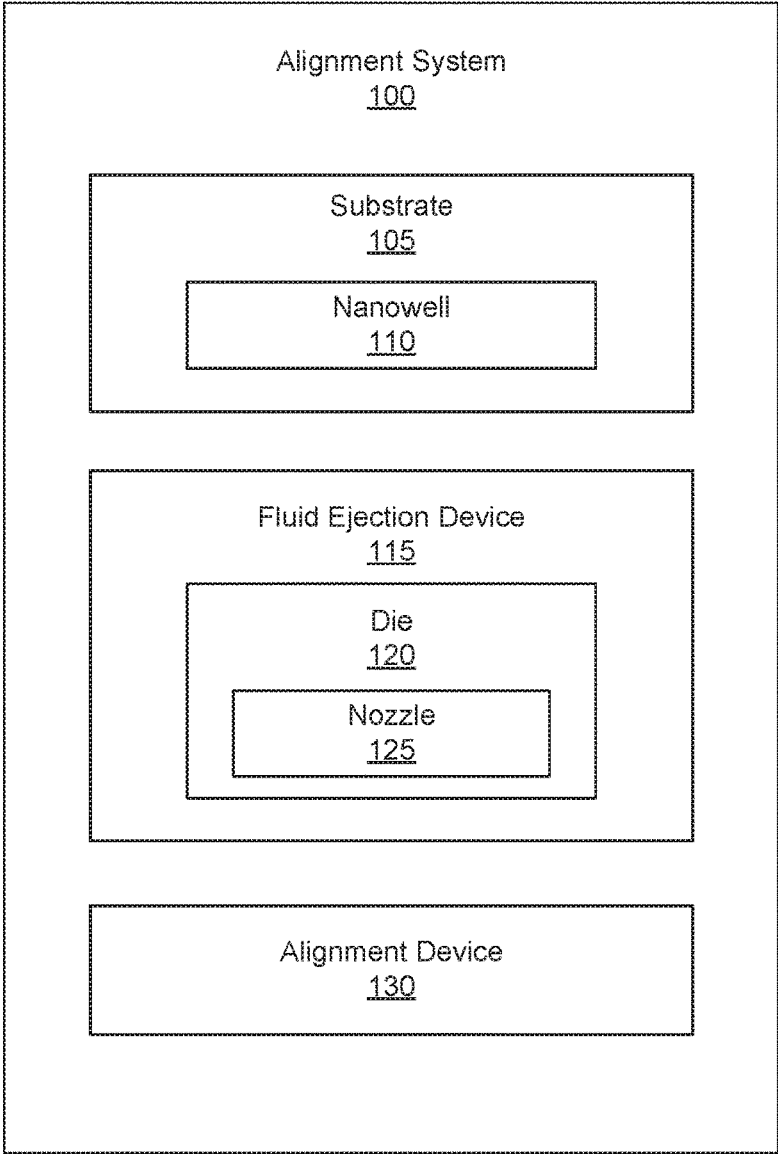 Alignment System
100
Substrate
105
Nanowell
110
Fluid Ejection Device
115
Die
120
Nozzle
125
Alignment Device
130